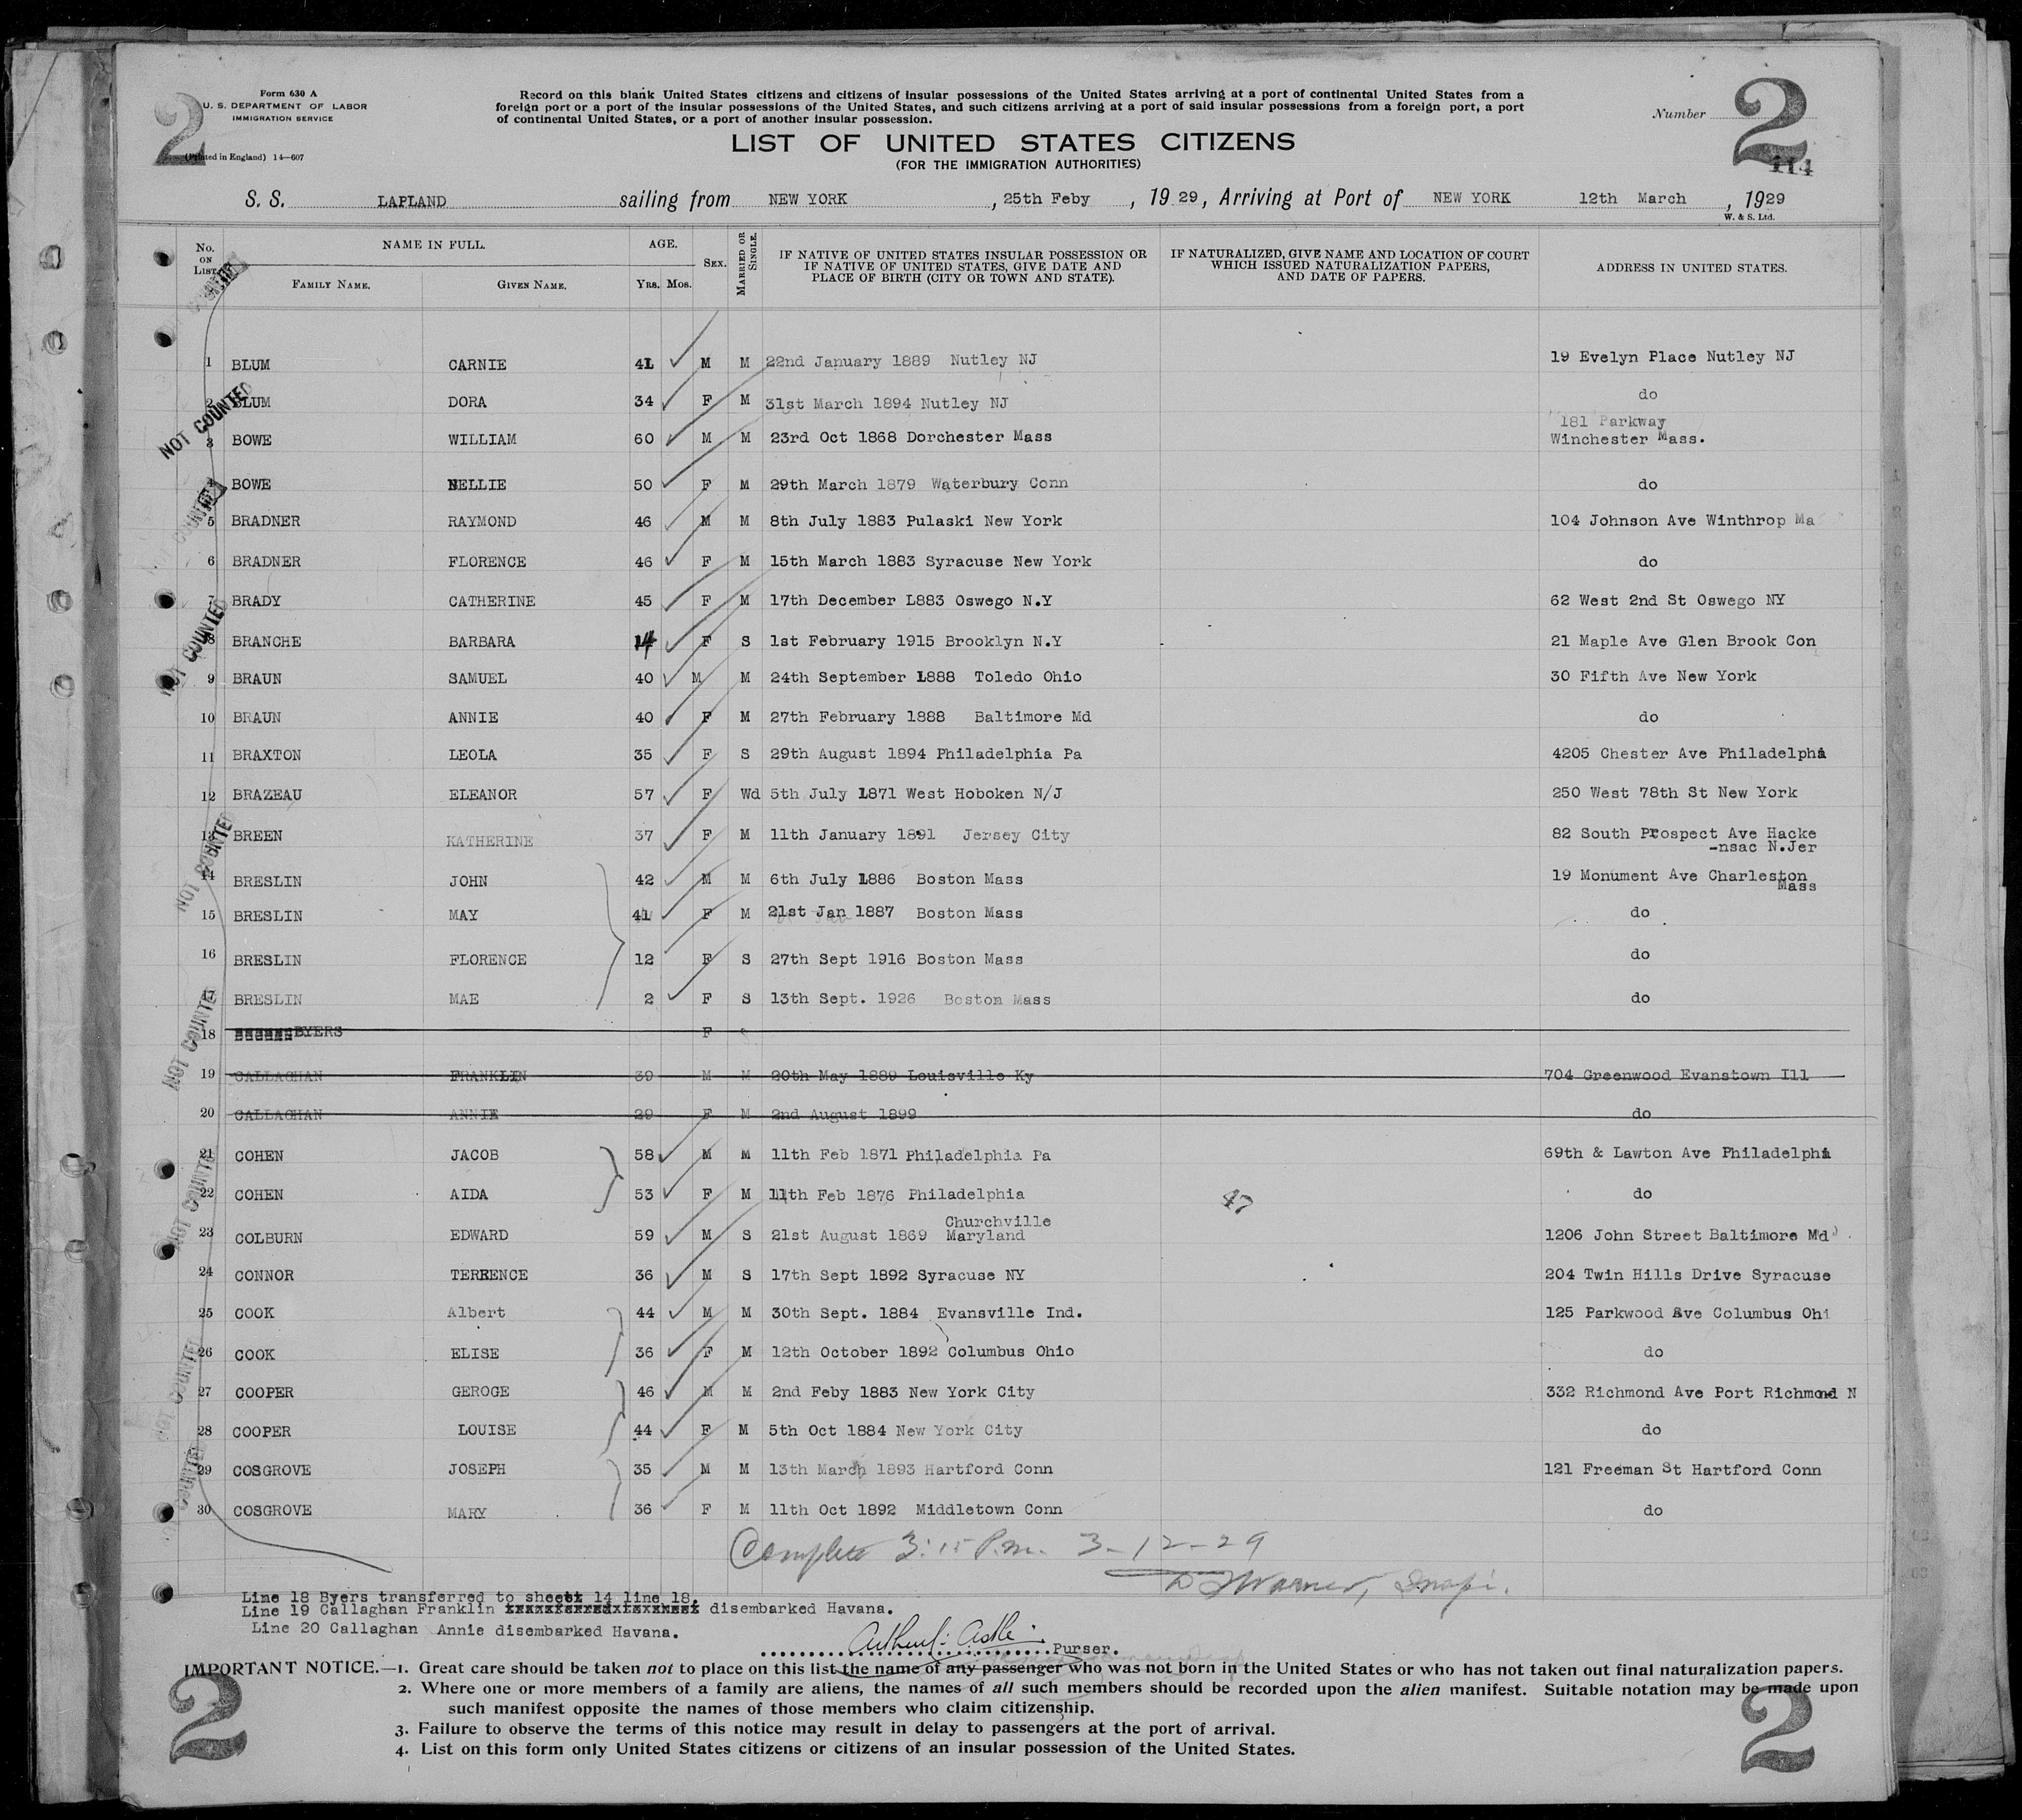 2
2
Form 630 A
U. S. DEPARTMENT OF LABOR
IMMIGRATION SERVICE
(Printed in England) 14—607
Record on this blank United States citizens and citizens of insular possessions of the United States arriving at a port of continental United States from a
foreign port or a port of the insular possessions of the United States, and such citizens arriving at a port of said insular possessions from a foreign port, a port
of continental United States, or a port of another insular possession.
Number
114
LIST OF UNITED STATES CITIZENS
(FOR THE IMMIGRATION AUTHORITIES)
S. S. LAPLAND sailing from NEW YORK, 25th Feby, 1929, Arriving at Port of NEW YORK 12th March, 1929
W. & S. Ltd.
No. ON LIST. NAME IN FULL. AGE. SEX. MARRIED OR SINGLE. IF NATIVE OF UNITED STATES INSULAR POSSESSION OR IF NATIVE OF UNITED STATES, GIVE DATE AND PLACE OF BIRTH (CITY OR TOWN AND STATE). IF NATURALIZED, GIVE NAME AND LOCATION OF COURT WHICH ISSUED NATURALIZATION PAPERS, AND DATE OF PAPERS. ADDRESS IN UNITED STATES.
FAMILY NAME. GIVEN NAME. YRS. MOS.
1 BLUM CARNIE 41 M M 22nd January 1889 Nutley NJ 19 Evelyn Place Nutley NJ
2 BLUM DORA 34 F M 31st March 1894 Nutley NJ do
3 BOWE WILLIAM 60 M M 23rd Oct 1868 Dorchester Mass 181 Parkway Winchester Mass.
4 BOWE NELLIE 50 F M 29th March 1879 Waterbury Conn do
5 BRADNER RAYMOND 46 M M 8th July 1883 Pulaski New York 104 Johnson Ave Winthrop Ma
6 BRADNER FLORENCE 46 F M 15th March 1883 Syracuse New York do
7 BRADY CATHERINE 45 F M 17th December L883 Oswego N.Y 62 West 2nd St Oswego NY
8 BRANCHE BARBARA 14 F S 1st February 1915 Brooklyn N.Y 21 Maple Ave Glen Brook Con
9 BRAUN SAMUEL 40 M M 24th September 1888 Toledo Ohio 30 Fifth Ave New York
10 BRAUN ANNIE 40 F M 27th February 1888 Baltimore Md do
11 BRAXTON LEOLA 35 F S 29th August 1894 Philadelphia Pa 4205 Chester Ave Philadelphi
12 BRAZEAU ELEANOR 57 F Wd 5th July 1871 West Hoboken N/J 250 West 78th St New York
13 BREEN KATHERINE 37 F M 11th January 1891 Jersey City 82 South Prospect Ave Hacke
-nsac N.Jer
14 BRESLIN JOHN 42 M M 6th July 1886 Boston Mass 19 Monument Ave Charleston
Mass
15 BRESLIN MAY 41 F M 21st Jan 1887 Boston Mass do
16 BRESLIN FLORENCE 12 F S 27th Sept 1916 Boston Mass do
17 BRESLIN MAE 2 F S 13th Sept. 1926 Boston Mass do
18 BYERS F
19 CALLAGHAN FRANKLIN 39 M M 20th May 1889 Louisville Ky 704 Greenwood Evanstown Ill
20 CALLAGHAN ANNIE 29 F M 2nd August 1899 do
21 COHEN JACOB 58 M M 11th Feb 1871 Philadelphia Pa 69th & Lawton Ave Philadelphi
22 COHEN AIDA 53 F M 11th Feb 1876 Philadelphia 47 do
23 COLBURN EDWARD 59 M S 21st August 1869 Churchville Maryland 1206 John Street Baltimore Md
24 CONNOR TERRENCE 36 M S 17th Sept 1892 Syracuse NY 204 Twin Hills Drive Syracuse
25 COOK Albert 44 M M 30th Sept. 1884 Evansville Ind. 125 Parkwood Ave Columbus Ohi
26 COOK ELISE 36 F M 12th October 1892 Columbus Ohio do
27 COOPER GEROGE 46 M M 2nd Feby 1883 New York City 332 Richmond Ave Port Richmond N
28 COOPER LOUISE 44 F M 5th Oct 1884 New York City do
29 COSGROVE JOSEPH 35 M M 13th March 1893 Hartford Conn 121 Freeman St Hartford Conn
30 COSGROVE MARY 36 F M 11th Oct 1892 Middletown Conn do
NOT COUNTED
NOT COUNTED
NOT COUNTED
NOT COUNTED
NOT COUNTED
NOT COUNTED
NOT COUNTED
Complete 3:15 P.m. 3-12-29
Warner, Inspr.
Line 18 Byers transferred to sheet 14 line 18.
Line 19 Callaghan Franklin disembarked Havana.
Line 20 Callaghan Annie disembarked Havana.
Purser.
IMPORTANT NOTICE.—1. Great care should be taken not to place on this list the name of any passenger who was not born in the United States or who has not taken out final naturalization papers.
2. Where one or more members of a family are aliens, the names of all such members should be recorded upon the alien manifest. Suitable notation may be made upon
such manifest opposite the names of those members who claim citizenship.
3. Failure to observe the terms of this notice may result in delay to passengers at the port of arrival.
4. List on this form only United States citizens or citizens of an insular possession of the United States.
2
2